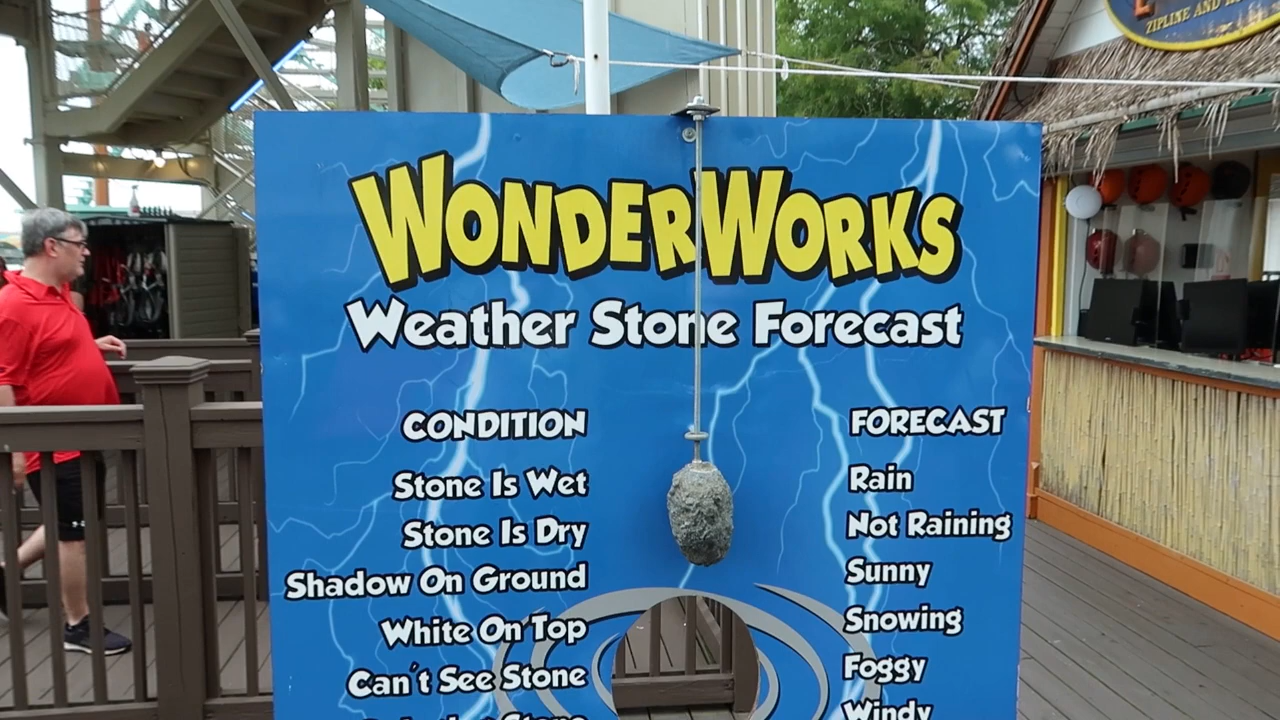 ZIPLINE AND
WONDERWORKS
Weather Stone Forecast
CONDITION FORECAST
Stone Is Wet Rain
Stone Is Dry Not Raining
Shadow On Ground Sunny
White On Top Snowing
Can't See Stone Foggy
Stone Windy